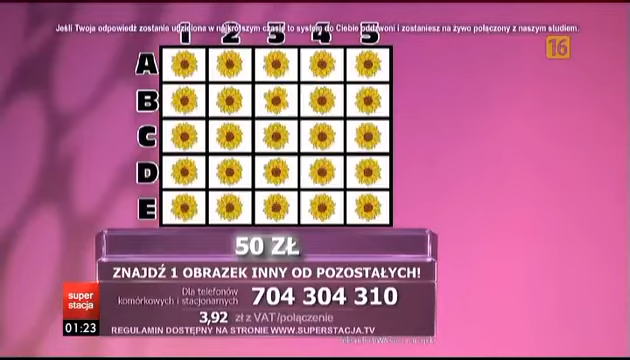 Jeśli Twoja odpowiedź zostanie udzielona w najkrótszym czasie to system do Ciebie oddzwoni i zostaniesz na żywo połączony z naszym studiem.
1 2 3 4 5
16
A
B
C
D
E
50 ZŁ
ZNAJDŹ 1 OBRAZEK INNY OD POZOSTAŁYCH!
Dla telefonów
komórkowych i stacjonarnych
704 304 310
3,92 zł z VAT/połączenie
REGULAMIN DOSTĘPNY NA STRONIE WWW.SUPERSTACJA.TV
super
stacja
01:23